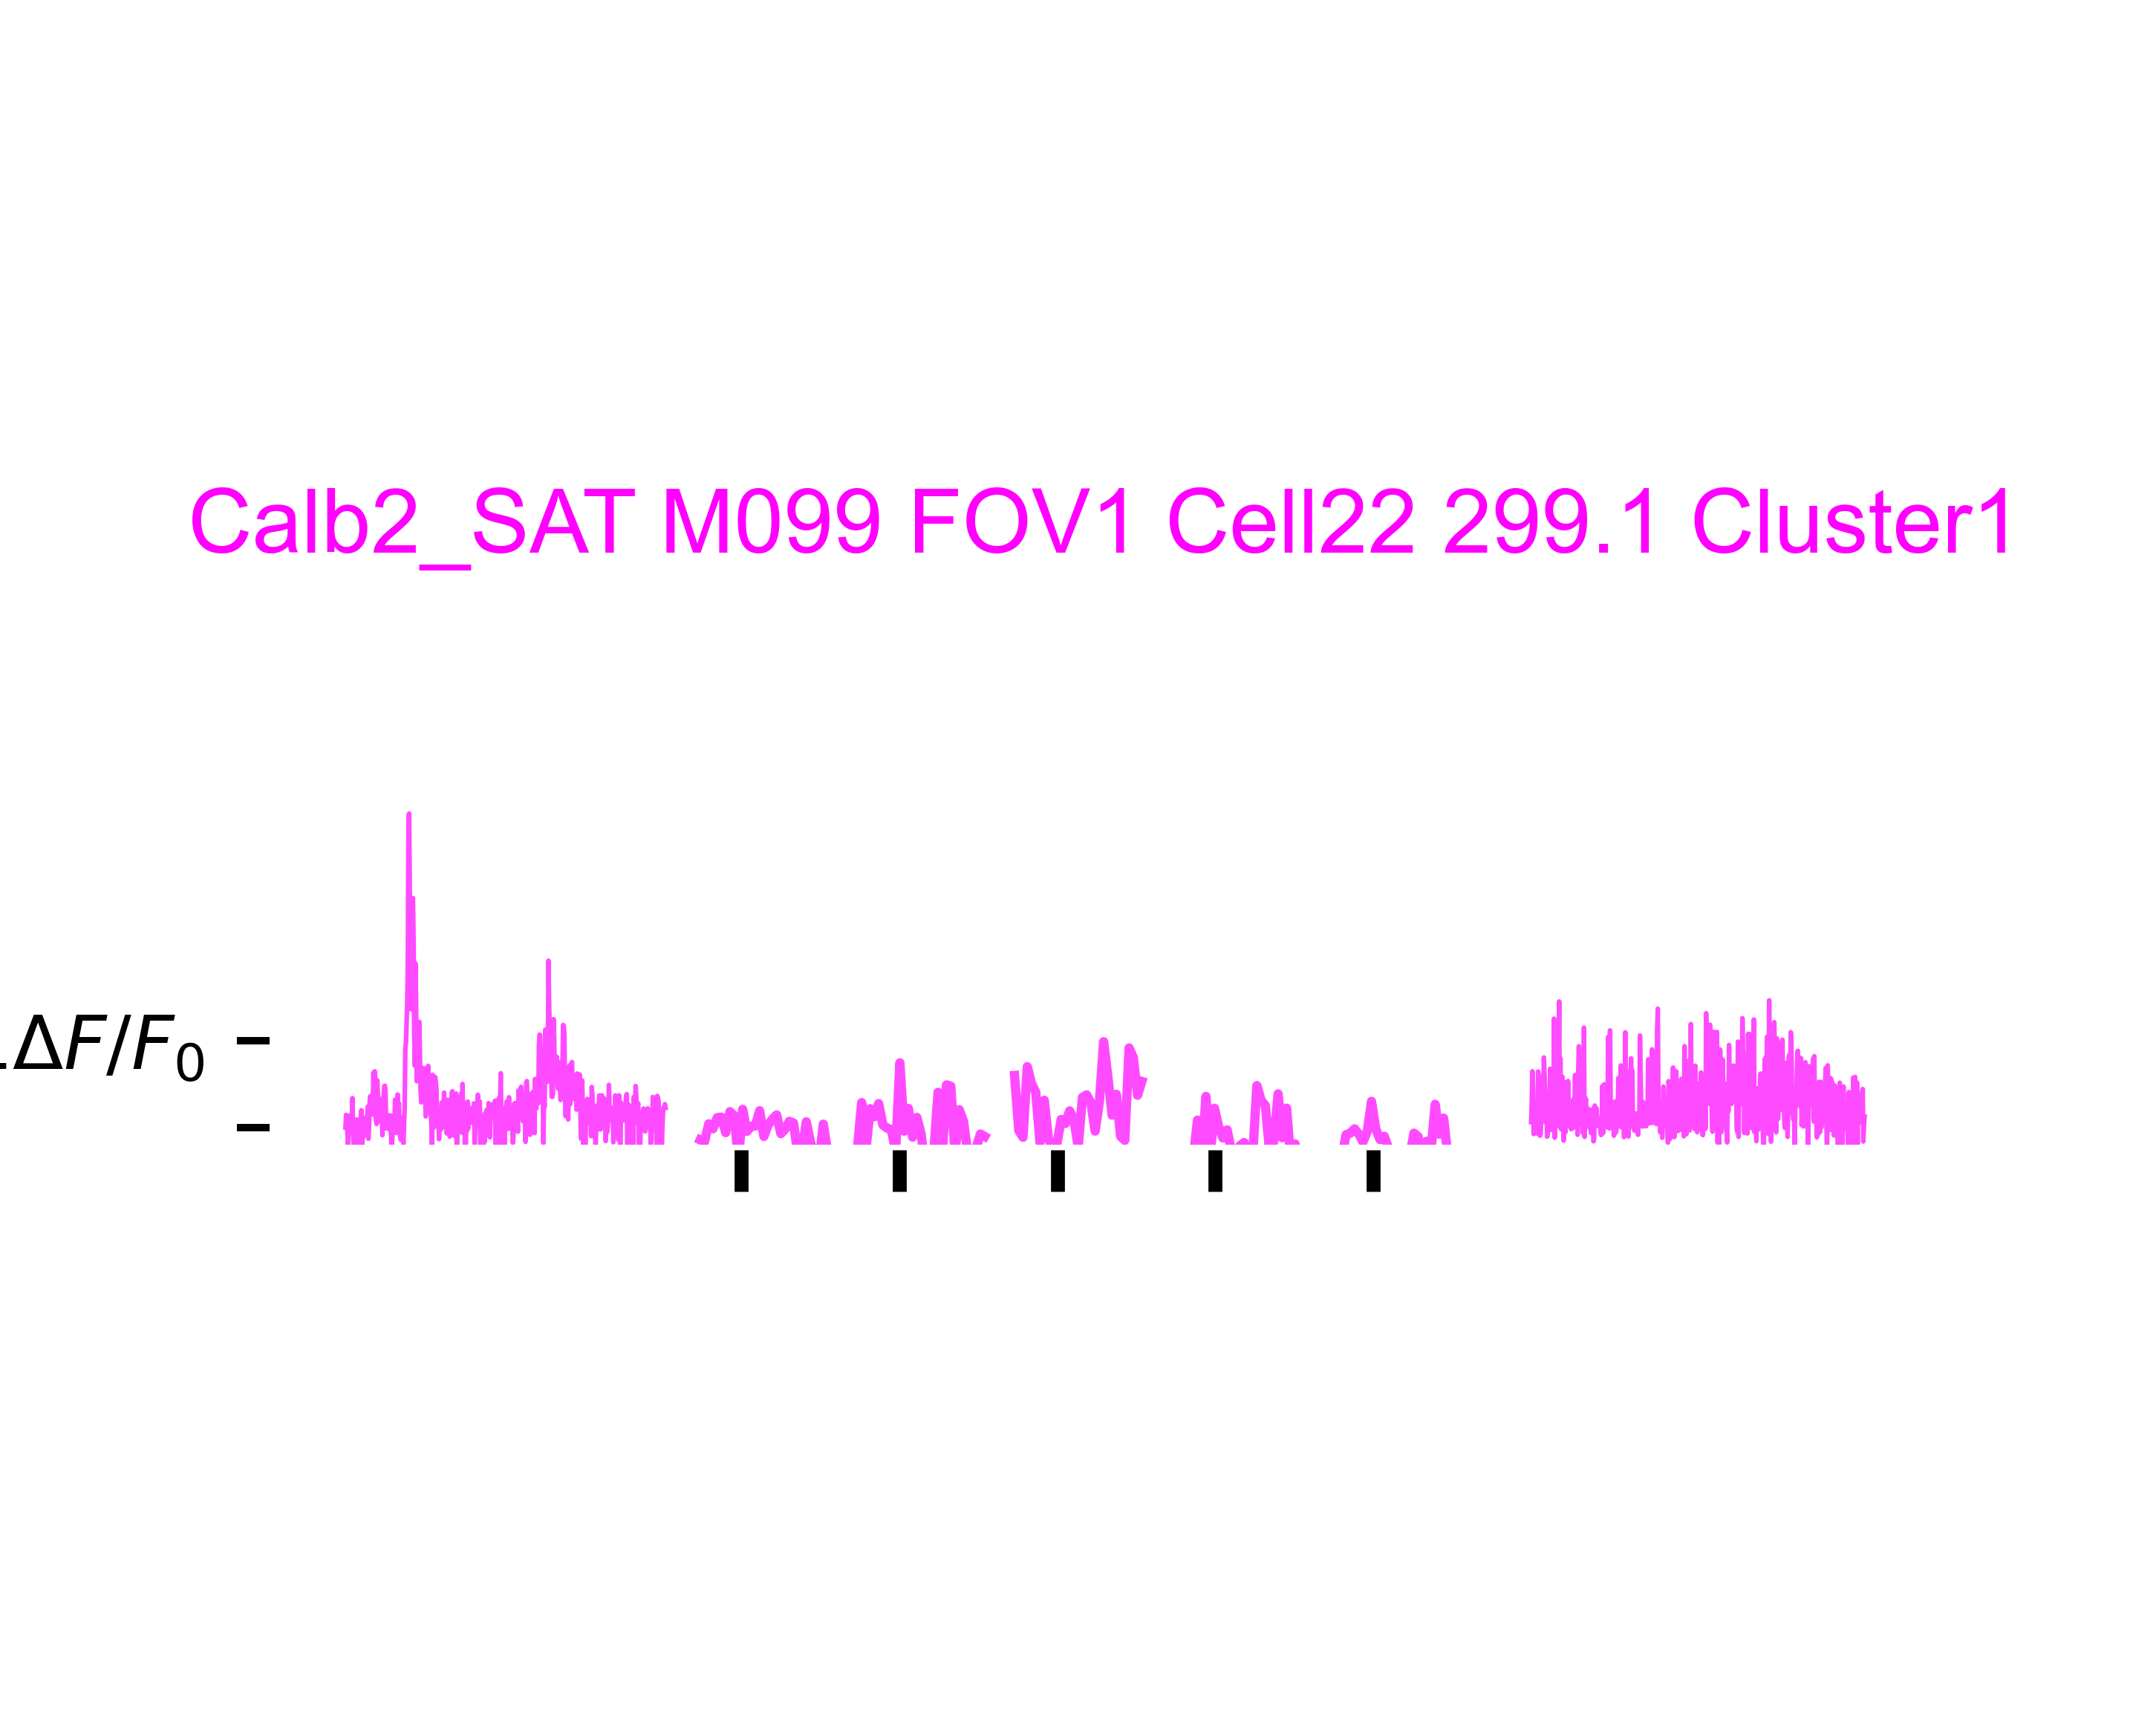 Calb2_SAT M099 FOV1 Cell22 299.1 Cluster1
ΔF/F₀